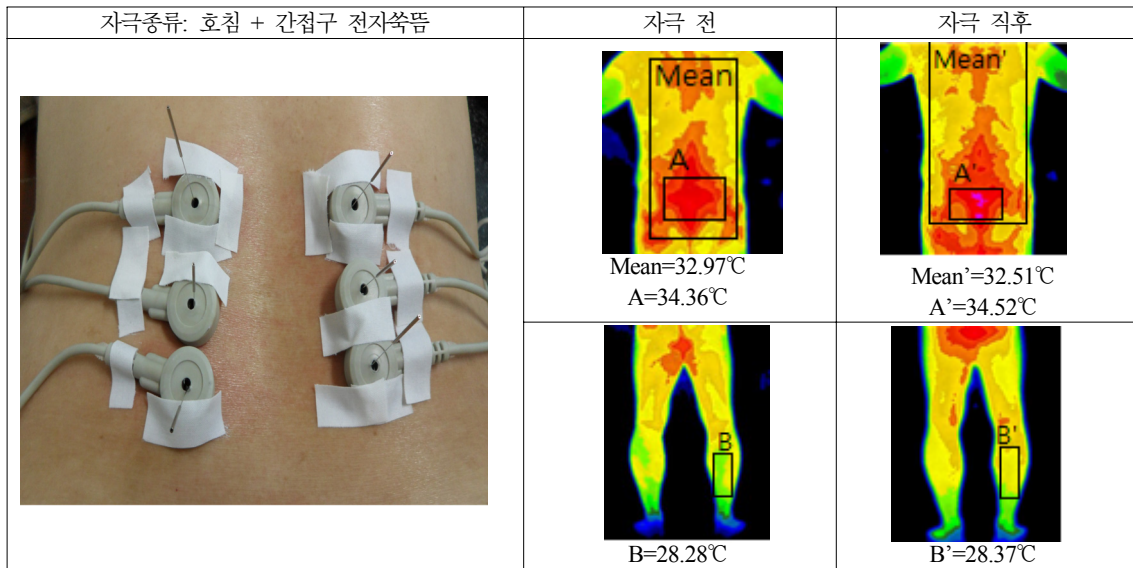 자극종류: 호침 + 간접구 전자쑥뜸
자극 전
자극 직후
Mean
A
Mean=32.97℃
A=34.36℃
Mean'
A'
Mean’=32.51℃
A’=34.52℃
B
B=28.28℃
B'
B’=28.37℃